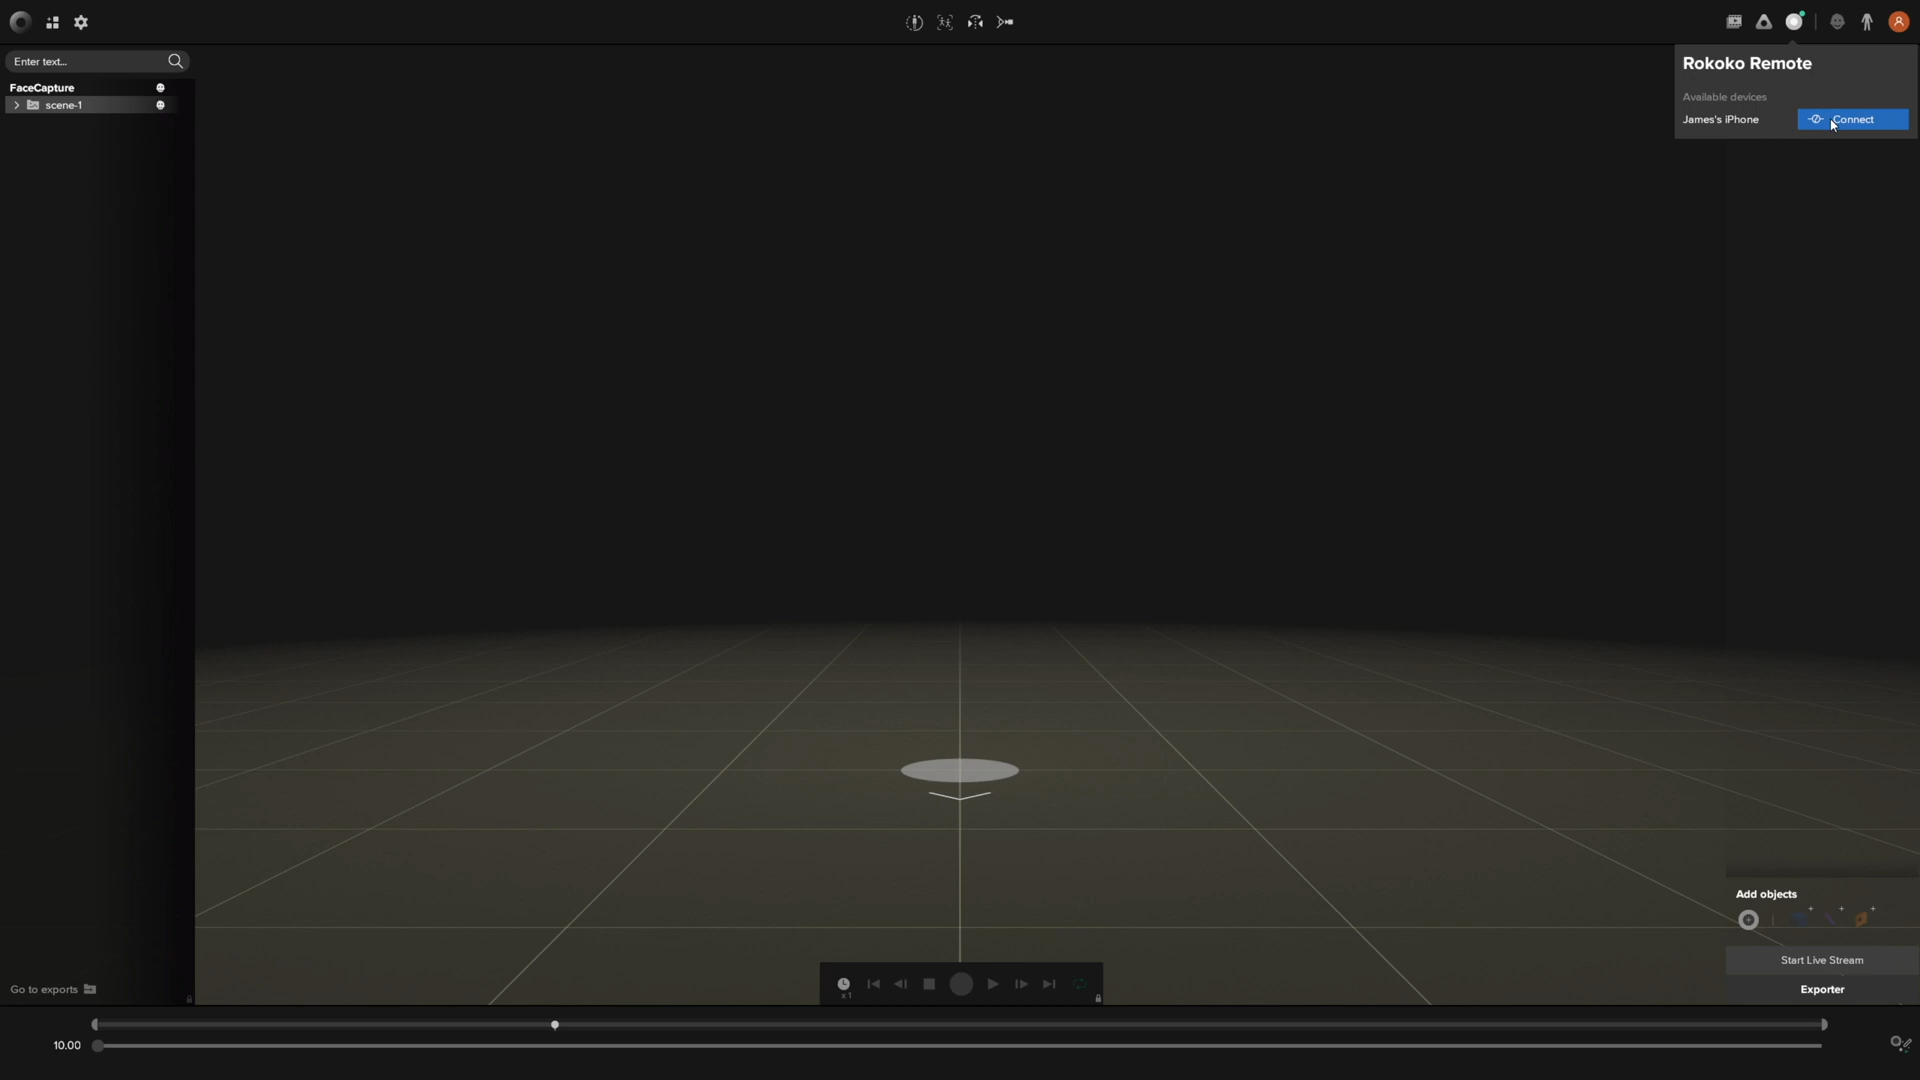 Enter text...
FaceCapture
scene-1
Rokoko Remote
Available devices
James's iPhone
Connect
Add objects
Start Live Stream
Go to exports
Exporter
x1
10.00